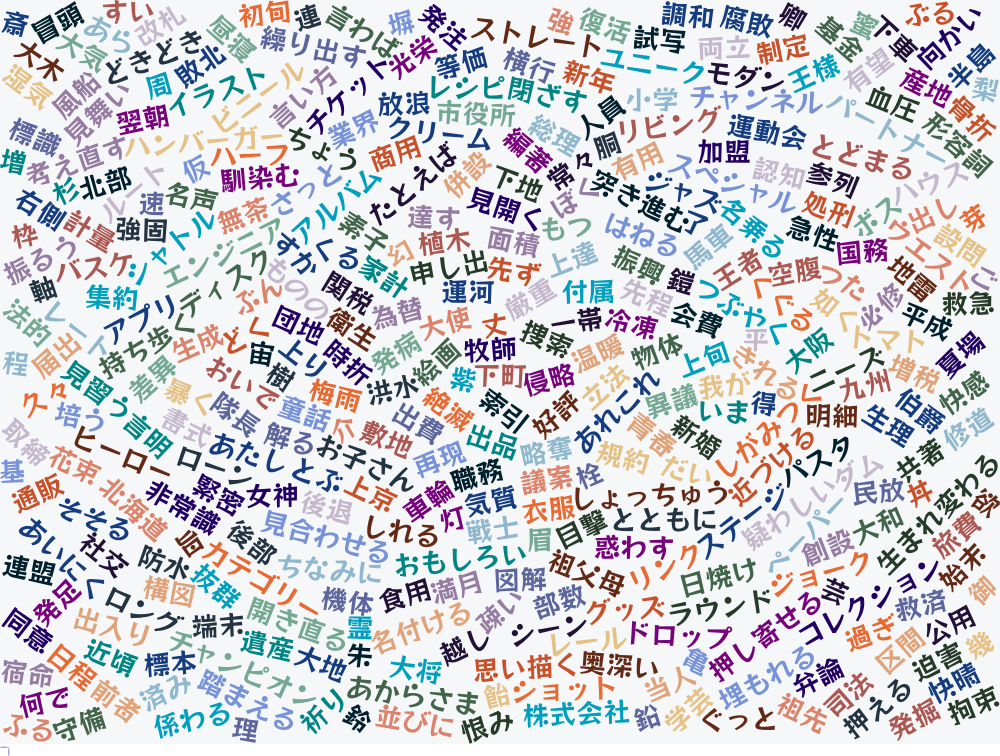 斎
冒頭
すい
改札
昼寝
初旬
連
言わば
堀
発注
ストレート
強
復活
試写
調和
腐敗
卿
基金
蜜
下車
ぶる
向かい
大木
天気
あら
どきどき
周
敗北
繰り出す
チケット
光栄
等価
横行
新年
ユニーク
両立
モダン
制定
王様
有望
産地
半島
梨
湿気
風船
見舞い
翌朝
イラスト
ビニール
言い方
放浪
レシピ
閉ざす
市役所
人員
小学
チャンネル
パートナー
血圧
骨折
形容詞
標識
増
考え直す
ハンバーガー
仮
ハーフ
ちょう
業界
クリーム
商用
編著
総理
常々
胴
リビング
有用
運動会
加盟
とどまる
杉
北部
ルート
速
名声
馴染む
さっと
アルバム
たとえば
併設
下地
ぼく
突き進む
ジャズ
スペシャル
認知
参列
ハウス
右側
計量
強固
シャトル
無茶
エンジニア
素子
達す
見開く
もつ
はねる
了
名乗る
馬車
処刑
急性
ボス
国務
ウエスト
出し
芽
設問
枠
振るう
バスケ
軸
集約
ディスク
すか
くる
家計
幻
植木
申し出
面積
先ず
上達
振興
鎧
王者
空腹
つた
必修
地雷
ご
救急
法的
レート
アプリ
持ち歩く
ぶん
ものの
関税
衛生
為替
運河
厳重
付属
先程
つぶやく
くぐる
如く
トマト
平成
夏場
程
届出
見習う
差異
生成
どく
宙
団地
上り
時折
発病
大使
丈
牧師
捜索
一帯
冷凍
会費
平
大阪
ニーズ
増税
久々
培う
言明
暴く
おいで
樹
梅雨
洪水
絵画
紫
下町
侵略
温暖
物体
上旬
される
九州
伯爵
快感
取締
ヒーロー
書式
隊長
童話
出費
絶滅
索引
好評
立法
あれこれ
異議
我が
いま
得
つく
明細
生理
修道
基
花束
ローン
あたし
解る
とぶ
お子さん
敷地
再現
出品
略奪
規約
青春
新婚
だい
しがみつく
近づける
パスタ
共著
通販
北海道
非常識
緊密
女神
上京
車輪
職務
気質
議案
栓
衣服
しょっちゅう
ステージ
疑わしい
ダム
民放
丼
生まれ変わる
そそる
社交
後部
後退
見合わせる
しれる
灯
戦士
眉
目撃
とともに
惑わす
リンク
ペーパー
創設
大和
旅費
あいにく
防水
カテゴリー
ちなみに
おもしろい
祖父母
日焼け
ジョーク
芸
コレクション
始末
連盟
発足
ロング
構図
抜群
開き直る
機体
食用
満月
図解
部数
グッズ
ラウンド
押し寄せる
救済
御
同意
出入り
端末
チャンピオン
遺産
霊
名付ける
疎い
越し
シーン
レール
ドロップ
過ぎ
区間
公用
幾
宿命
日程
近頃
標本
大地
朱
大将
思い描く
奥深い
当人
亀
埋もれる
弁論
司法
迫害
快晴
何で
前者
済み
踏まえる
祈り
あからさま
飴
ショット
学芸
祖先
押える
拘束
ふる
守備
係わる
理
鈴
並びに
恨み
株式会社
鉛
ぐっと
発掘